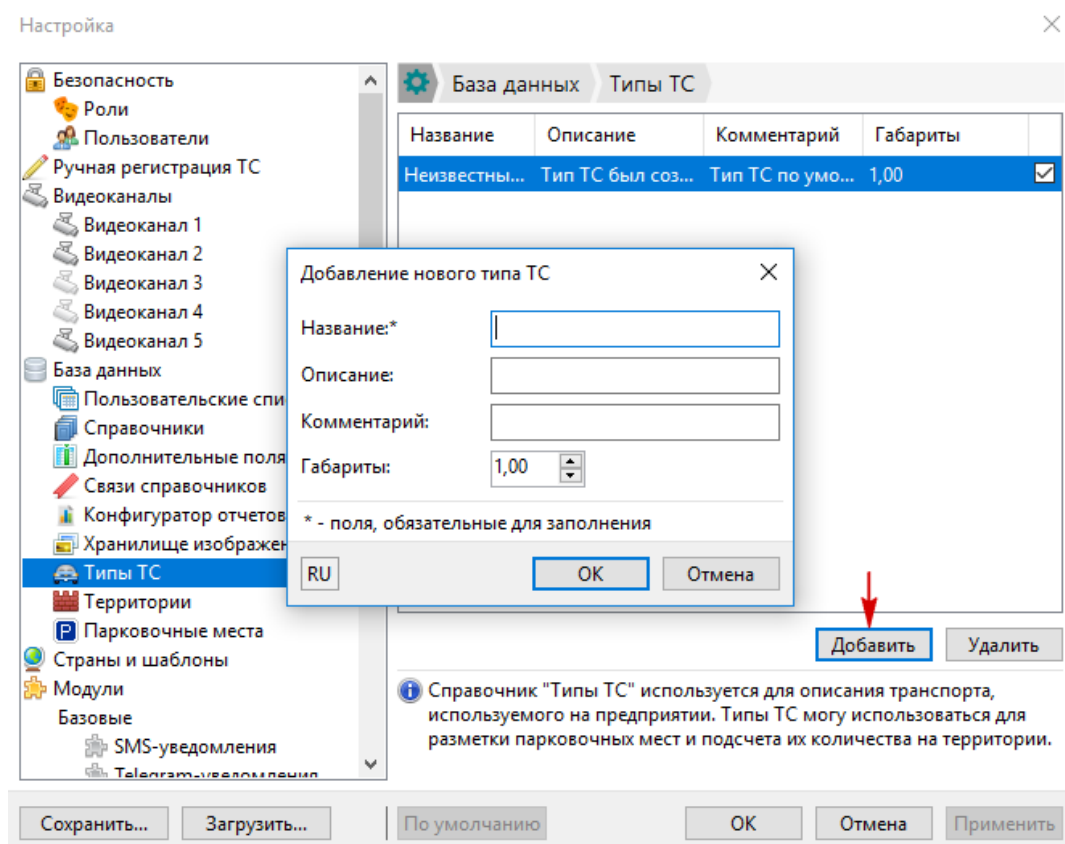 Настройка
Безопасность
Роли
Пользователи
Ручная регистрация ТС
Видеоканалы
Видеоканал 1
Видеоканал 2
Видеоканал 3
Видеоканал 4
Видеоканал 5
База данных
Пользовательские спи
Справочники
Дополнительные поля
Связи справочников
Конфигуратор отчетов
Хранилище изображен
Типы ТС
Территории
Парковочные места
Страны и шаблоны
Модули
Базовые
SMS-уведомления
Telegram-уведомления
База данных Типы ТС
Название Описание Комментарий Габариты
Неизвестны... Тип ТС был соз... Тип ТС по умо... 1,00
Добавление нового типа ТС
Название:*
Описание:
Комментарий:
Габариты: 1,00
* - поля, обязательные для заполнения
RU OK Отмена
Добавить Удалить
Справочник "Типы ТС" используется для описания транспорта,
используемого на предприятии. Типы ТС могу использоваться для
разметки парковочных мест и подсчета их количества на территории.
Сохранить... Загрузить... По умолчанию OK Отмена Применить